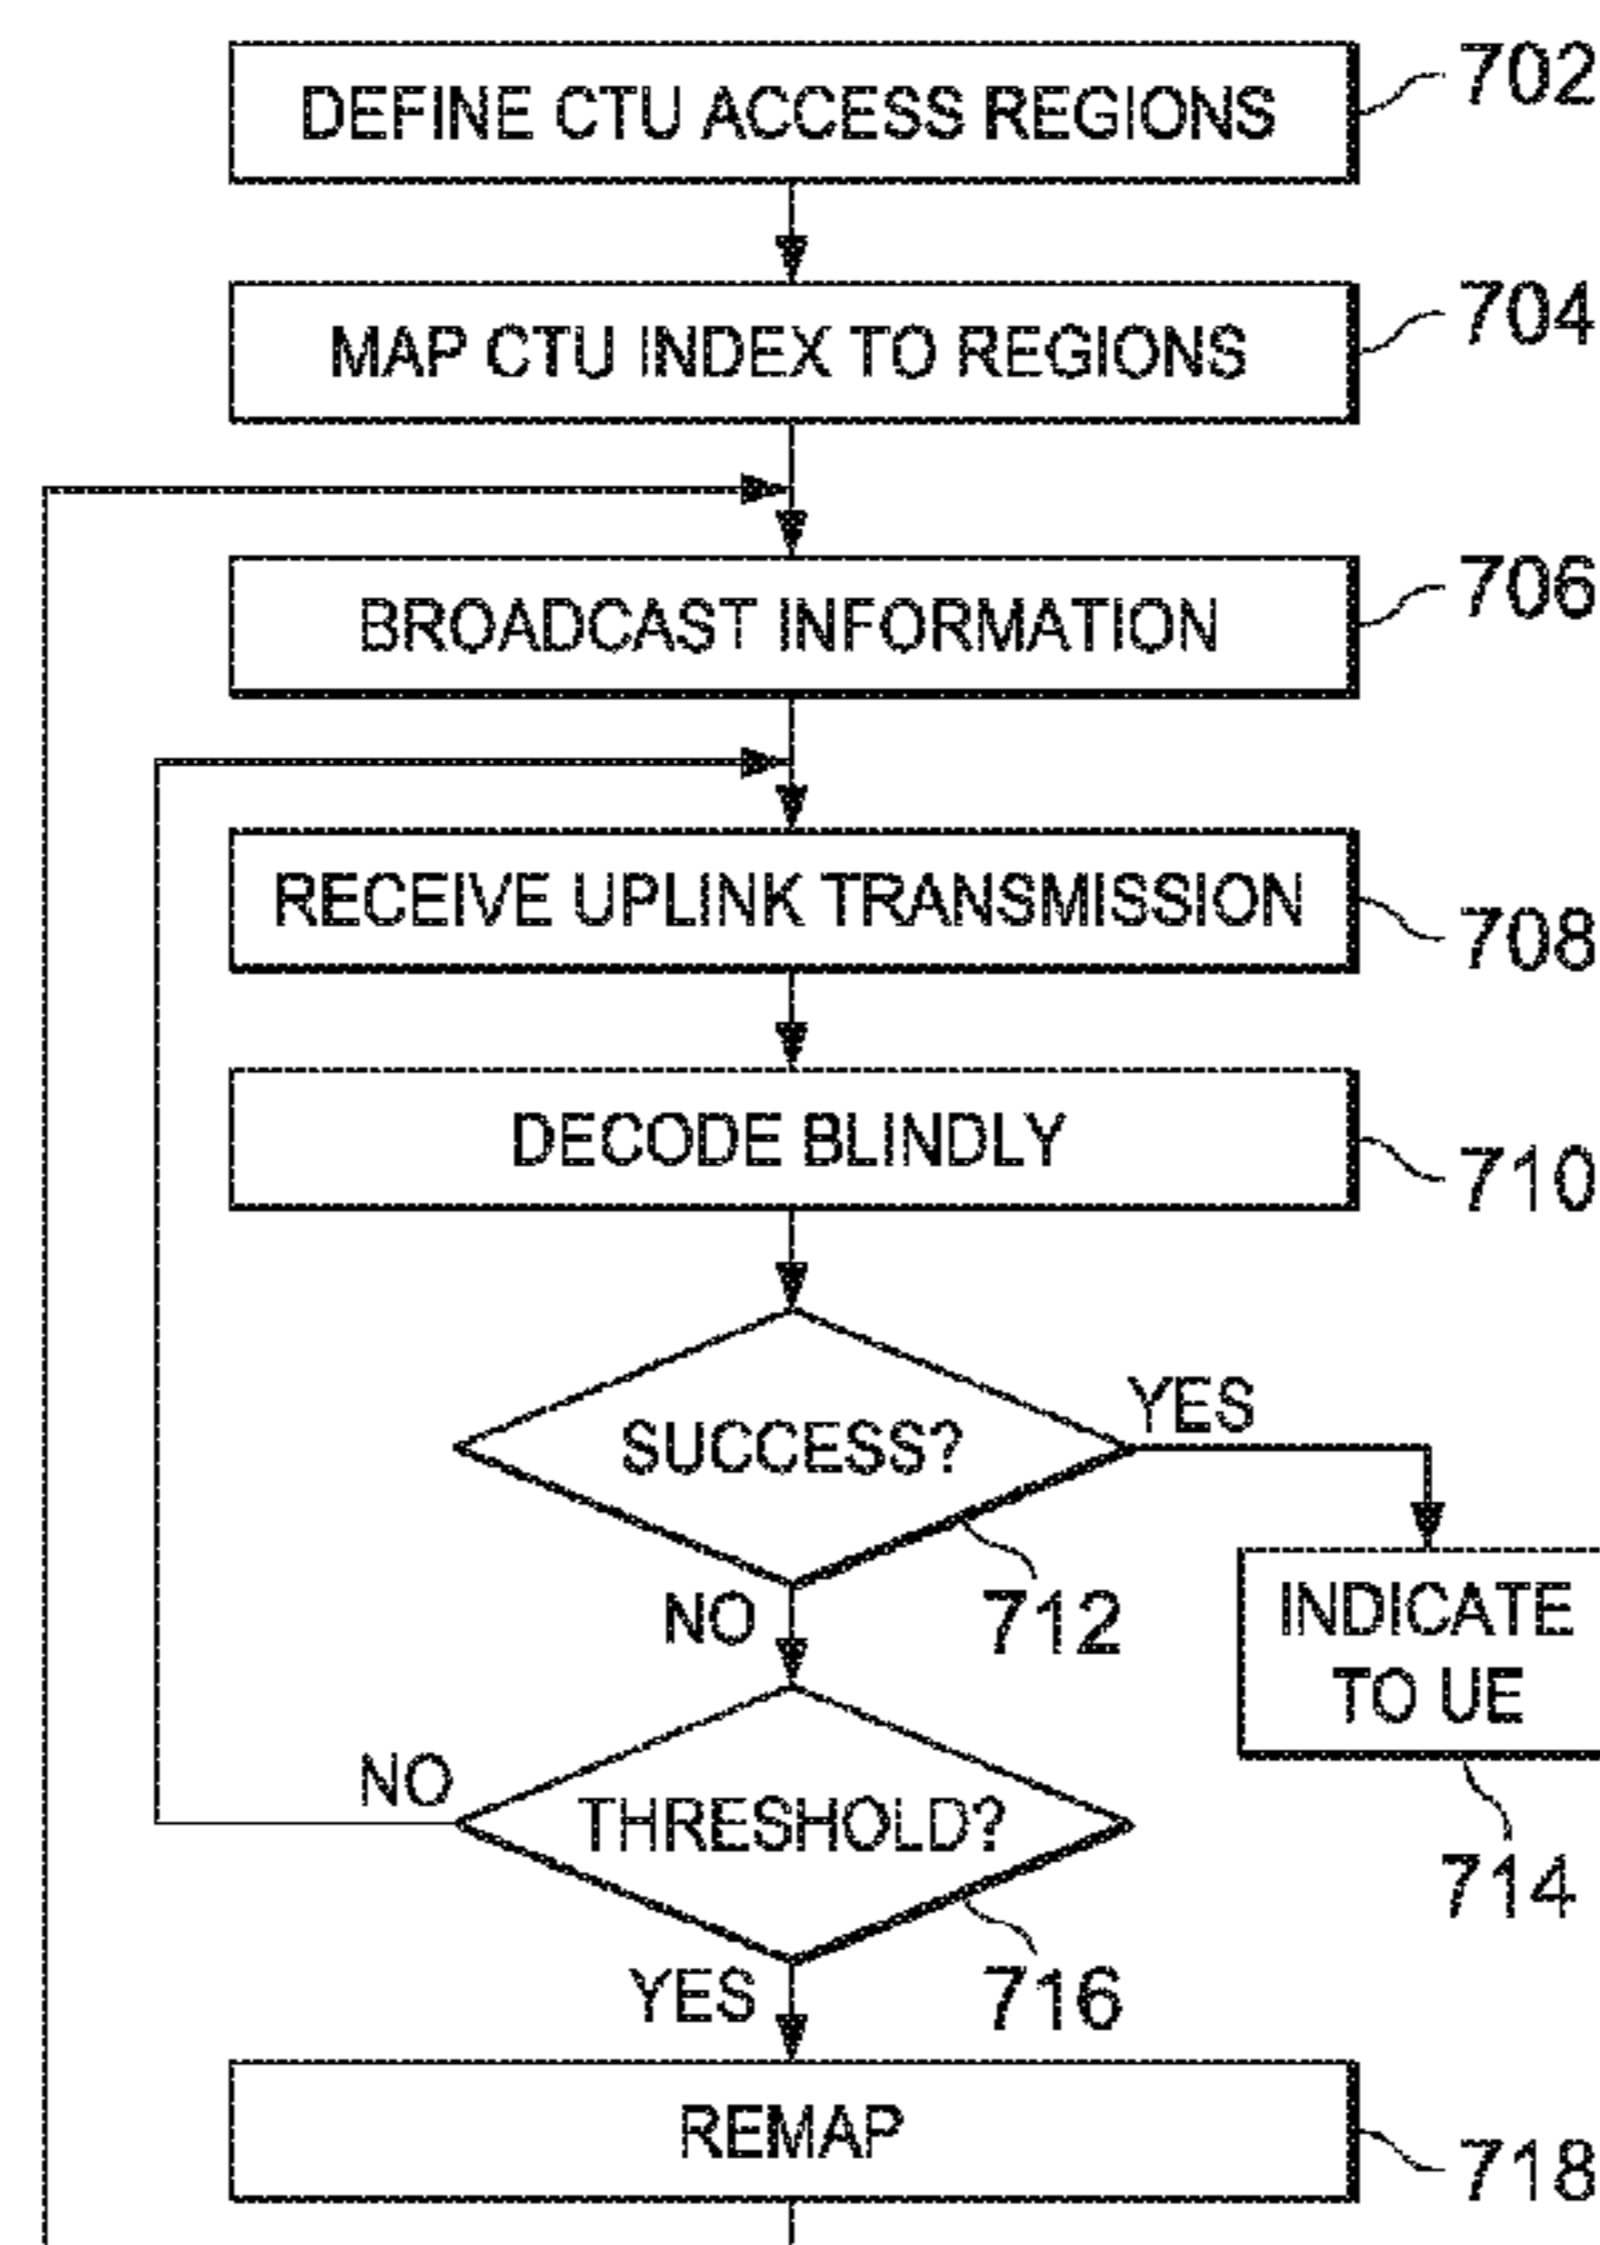 DEFINE CTU ACCESS REGIONS
702
MAP CTU INDEX TO REGIONS
704
BROADCAST INFORMATION
706
RECEIVE UPLINK TRANSMISSION
708
DECODE BLINDLY
710
SUCCESS?
YES
712
NO
INDICATE
TO UE
714
THRESHOLD?
NO
716
YES
REMAP
718